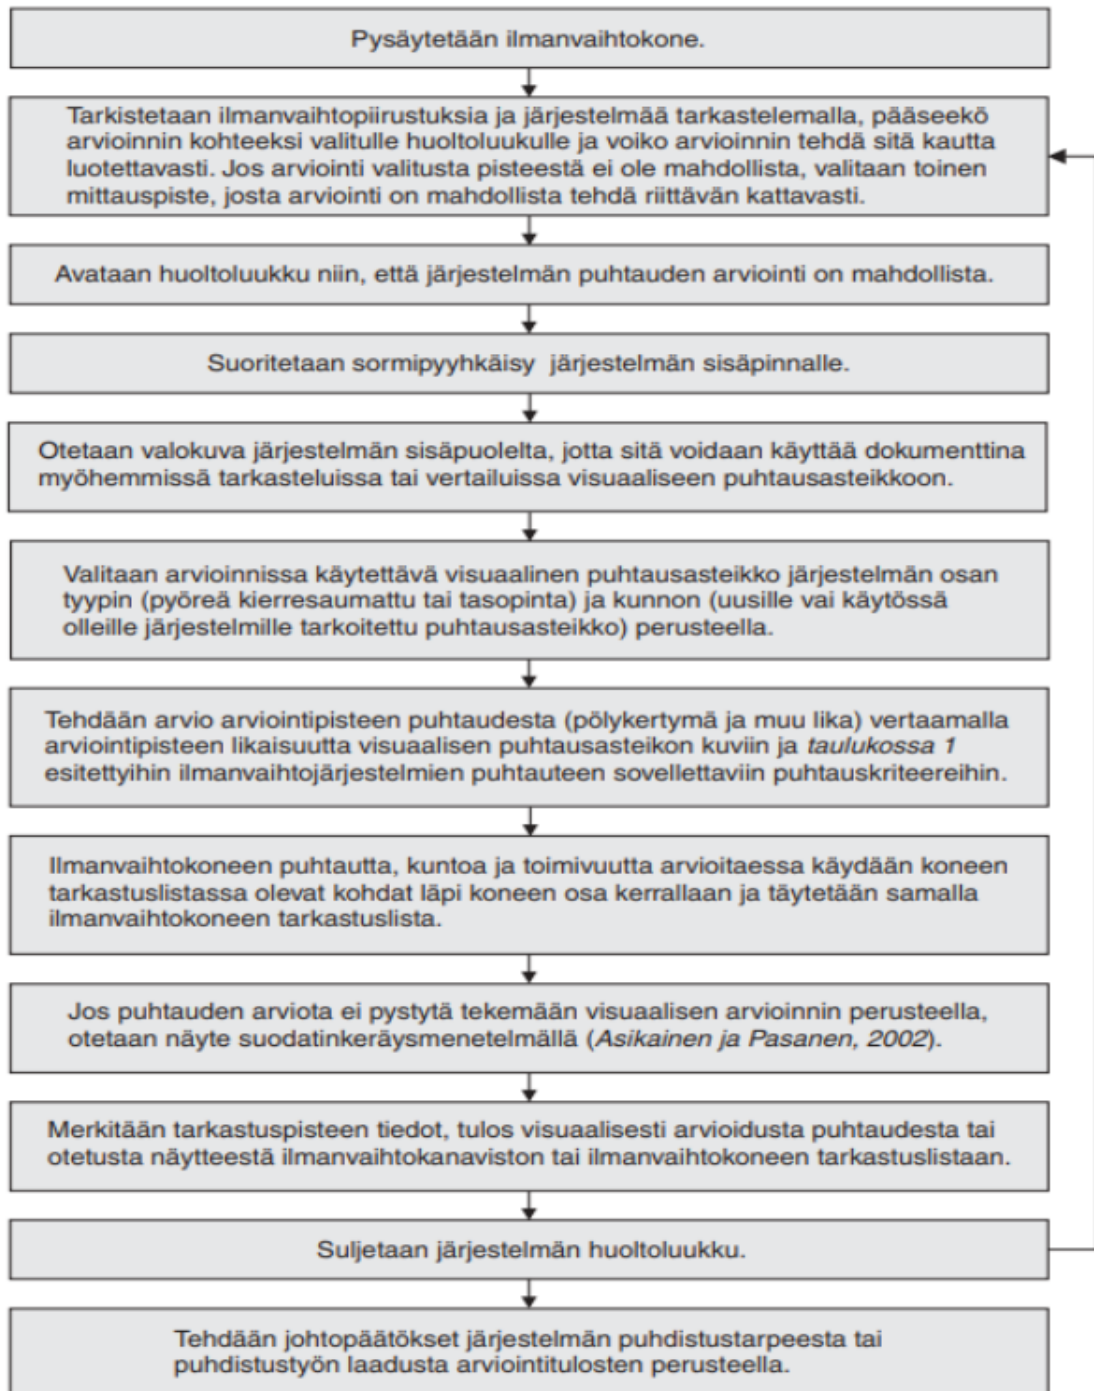 Pysäytetään ilmanvaihtokone.
Tarkistetaan ilmanvaihtopiirustuksia ja järjestelmää tarkastelemalla, pääseekö
arvioinnin kohteeksi valitulle huoltoluukulle ja voiko arvioinnin tehdä sitä kautta
luotettavasti. Jos arviointi valitusta pisteestä ei ole mahdollista, valitaan toinen
mittauspiste, josta arviointi on mahdollista tehdä riittävän kattavasti.
Avataan huoltoluukku niin, että järjestelmän puhtauden arviointi on mahdollista.
Suoritetaan sormipyyhkäisy järjestelmän sisäpinnalle.
Otetaan valokuva järjestelmän sisäpuolelta, jotta sitä voidaan käyttää dokumenttina
myöhemmissä tarkasteluissa tai vertailuissa visuaaliseen puhtausasteikkoon.
Valitaan arvioinnissa käytettävä visuaalinen puhtausasteikko järjestelmän osan
tyypin (pyöreä kierresaumattu tai tasopinta) ja kunnon (uusille vai käytössä
olleille järjestelmille tarkoitettu puhtausasteikko) perusteella.
Tehdään arvio arviointipisteen puhtaudesta (pölykertymä ja muu lika) vertaamalla
arviointipisteen likaisuutta visuaalisen puhtausasteikon kuviin ja taulukossa 1
esitettyihin ilmanvaihtojärjestelmien puhtauteen sovellettaviin puhtauskriteereihin.
Ilmanvaihtokoneen puhtautta, kuntoa ja toimivuutta arvioitaessa käydään koneen
tarkastuslistassa olevat kohdat läpi koneen osa kerrallaan ja täytetään samalla
ilmanvaihtokoneen tarkastuslista.
Jos puhtauden arviota ei pystytä tekemään visuaalisen arvioinnin perusteella,
otetaan näyte suodatinkeräysmenetelmällä (Asikainen ja Pasanen, 2002).
Merkitään tarkastuspisteen tiedot, tulos visuaalisesti arvioidusta puhtaudesta tai
otetusta näytteestä ilmanvaihtokanaviston tai ilmanvaihtokoneen tarkastuslistaan.
Suljetaan järjestelmän huoltoluukku.
Tehdään johtopäätökset järjestelmän puhdistustarpeesta tai
puhdistustyön laadusta arviointitulosten perusteella.